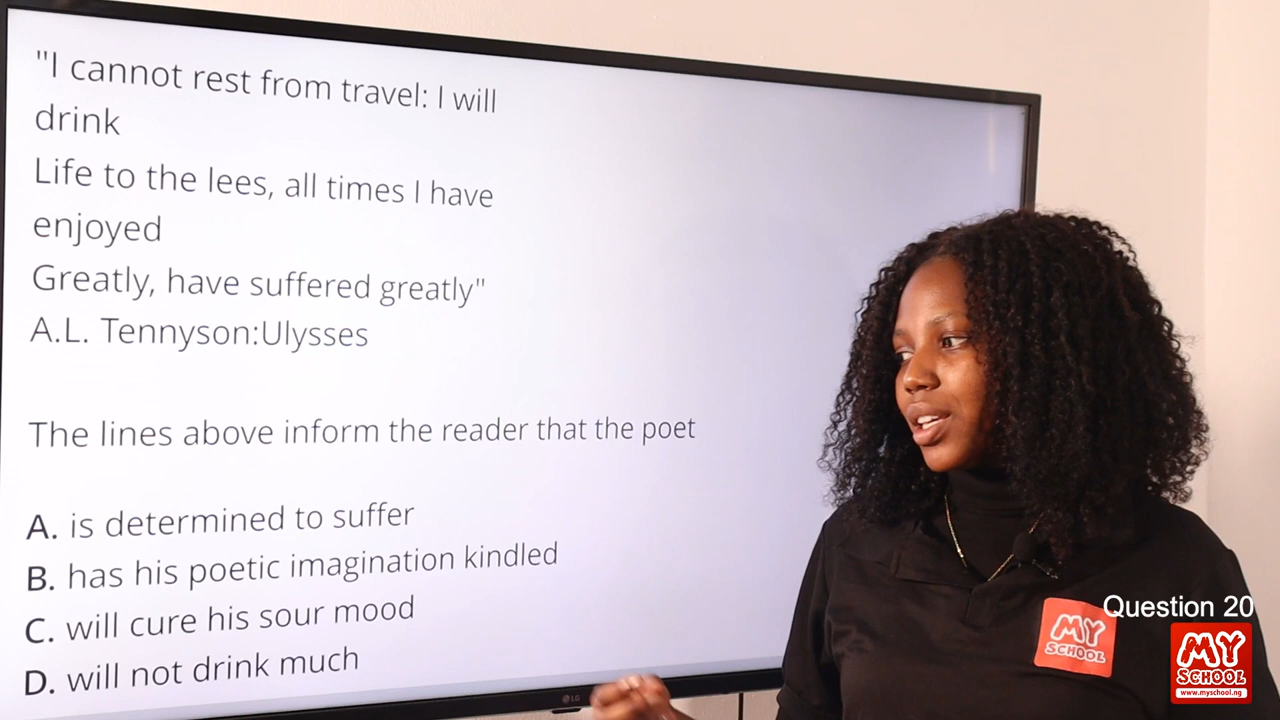 "I cannot rest from travel: I will
drink
Life to the lees, all times I have
enjoyed
Greatly, have suffered greatly"
A.L. Tennyson:Ulysses
The lines above inform the reader that the poet
A. is determined to suffer
B. has his poetic imagination kindled
C. will cure his sour mood
D. will not drink much
LG
MY
SCHOOL
Question 20
MY
SCHOOL
www.myschool.ng